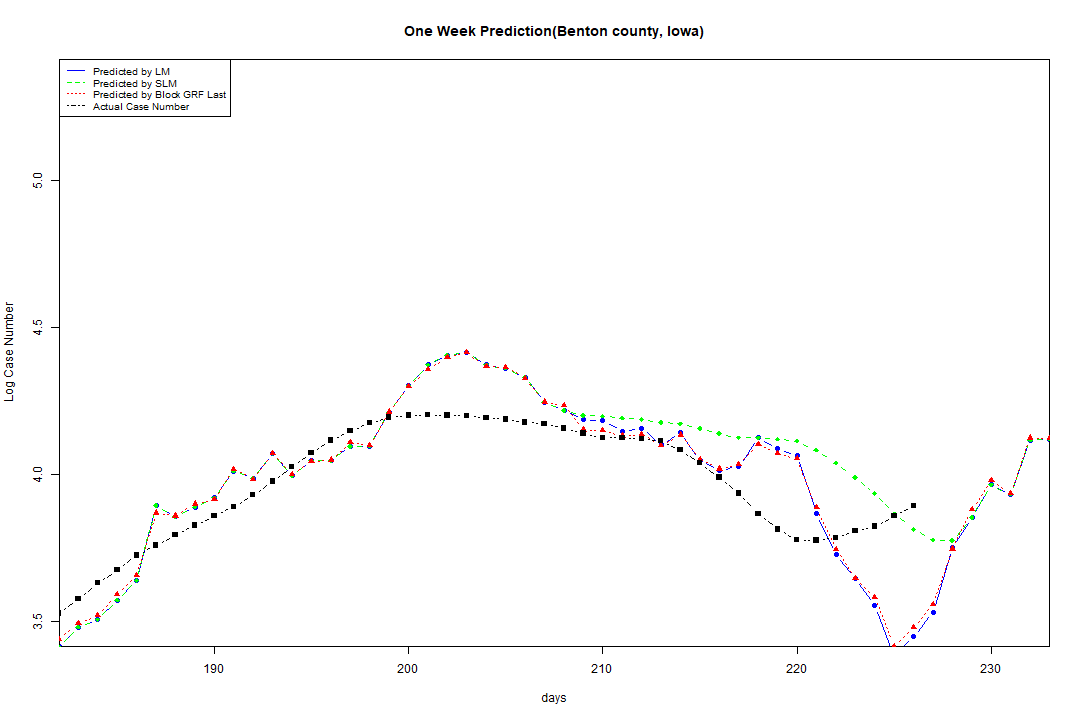 One Week Prediction(Benton county, Iowa)
Predicted by LM
Predicted by SLM
Predicted by Block GRF Last
Actual Case Number
5.0
4.5
4.0
3.5
Log Case Number
190 200 210 220 230
days